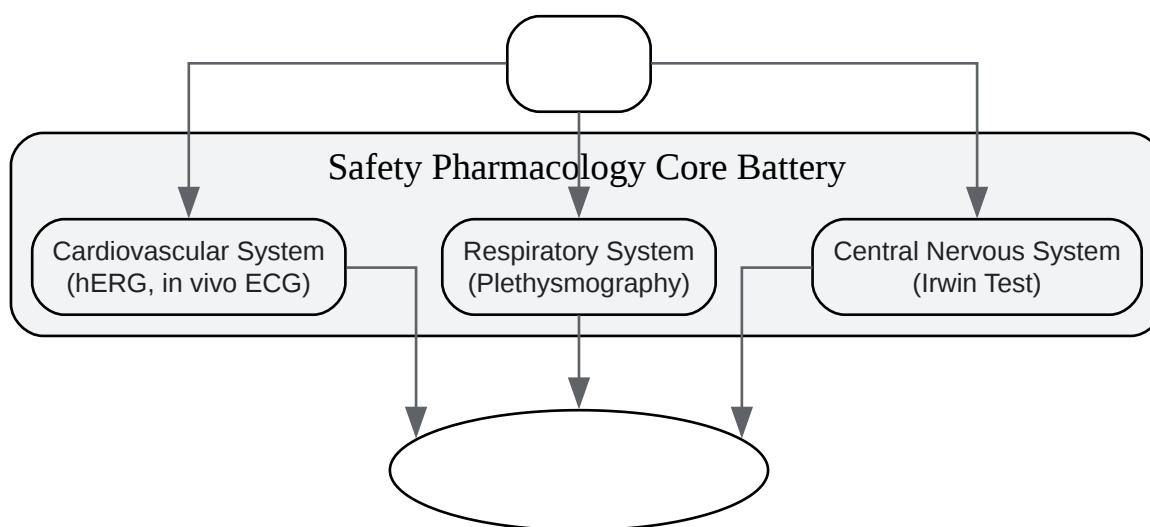 Safety Pharmacology Core Battery
Cardiovascular System
(hERG, in vivo ECG)
Respiratory System
(Plethysmography)
Central Nervous System
(Irwin Test)